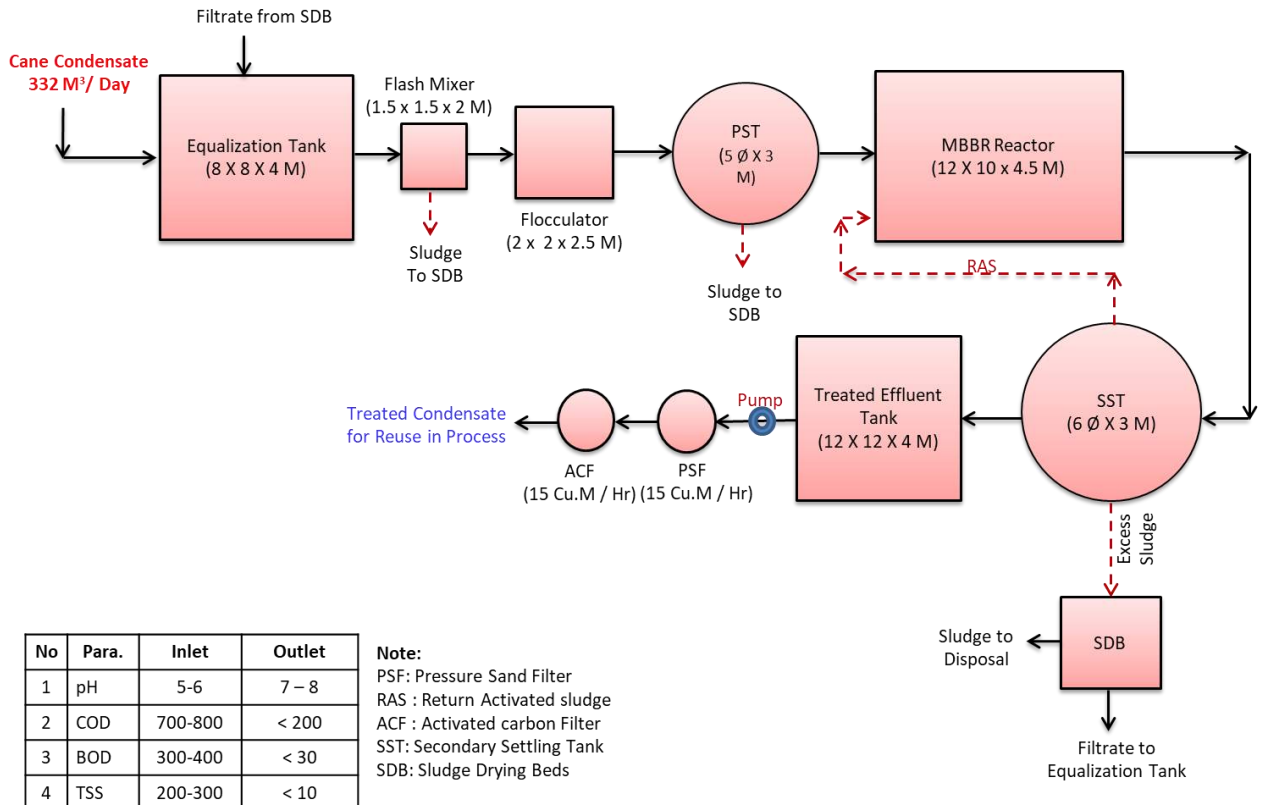 Filtrate from SDB
Cane Condensate
332 M³/ Day
Equalization Tank
(8 X 8 X 4 M)
Flash Mixer
(1.5 x 1.5 x 2 M)
Sludge
To SDB
Flocculator
(2 x 2 x 2.5 M)
PST
(5 Ø X 3
M)
Sludge to
SDB
MBBR Reactor
(12 X 10 x 4.5 M)
RAS
SST
(6 Ø X 3 M)
Treated Effluent
Tank
(12 X 12 X 4 M)
Pump
PSF
(15 Cu.M / Hr)
ACF
(15 Cu.M / Hr)
Treated Condensate
for Reuse in Process
Excess
Sludge
SDB
Sludge to
Disposal
Filtrate to
Equalization Tank
No Para. Inlet Outlet
1 pH 5-6 7 – 8
2 COD 700-800 < 200
3 BOD 300-400 < 30
4 TSS 200-300 < 10
Note:
PSF: Pressure Sand Filter
RAS : Return Activated sludge
ACF : Activated carbon Filter
SST: Secondary Settling Tank
SDB: Sludge Drying Beds